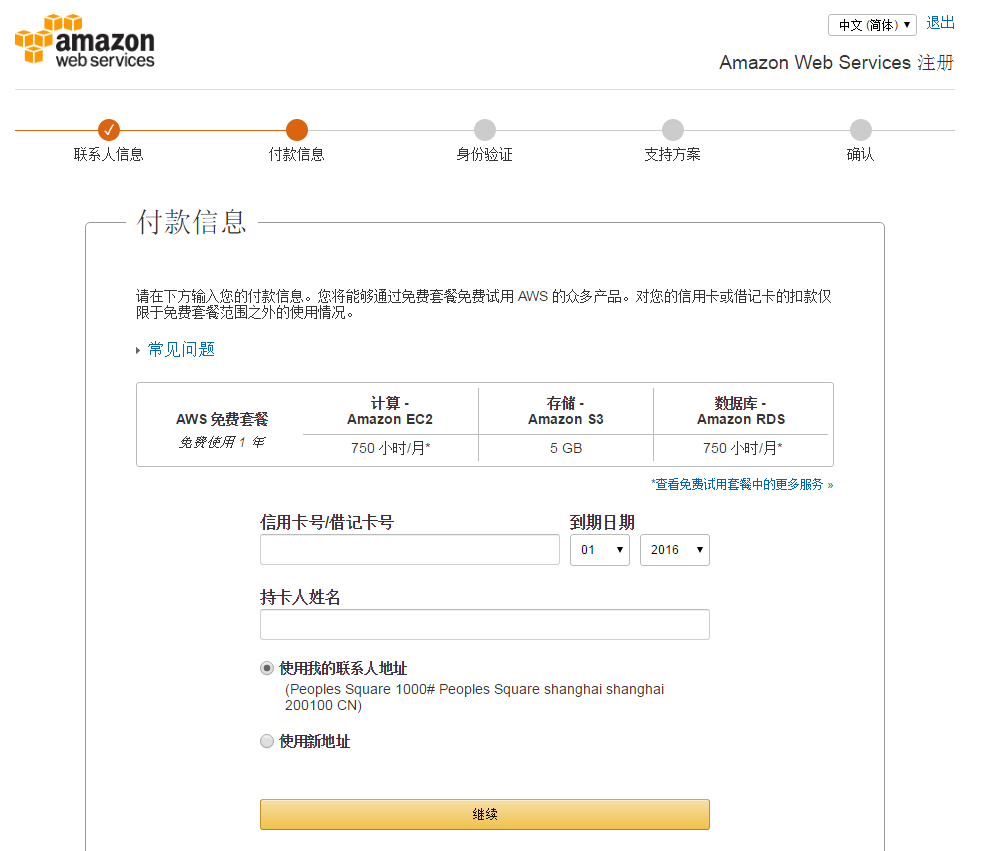 中文 (简体)
退出
amazon
web services
Amazon Web Services 注册
联系人信息
付款信息
身份验证
支持方案
确认
付款信息
请在下方输入您的付款信息。您将能够通过免费套餐免费试用 AWS 的众多产品。对您的信用卡或借记卡的扣款仅
限于免费套餐范围之外的使用情况。
常见问题
AWS 免费套餐
免费使用 1 年
计算 -
Amazon EC2
750 小时/月*
存储 -
Amazon S3
5 GB
数据库 -
Amazon RDS
750 小时/月*
*查看免费试用套餐中的更多服务 »
信用卡号/借记卡号
到期日期
01
2016
持卡人姓名
使用我的联系人地址
(Peoples Square 1000# Peoples Square shanghai shanghai
200100 CN)
使用新地址
继续